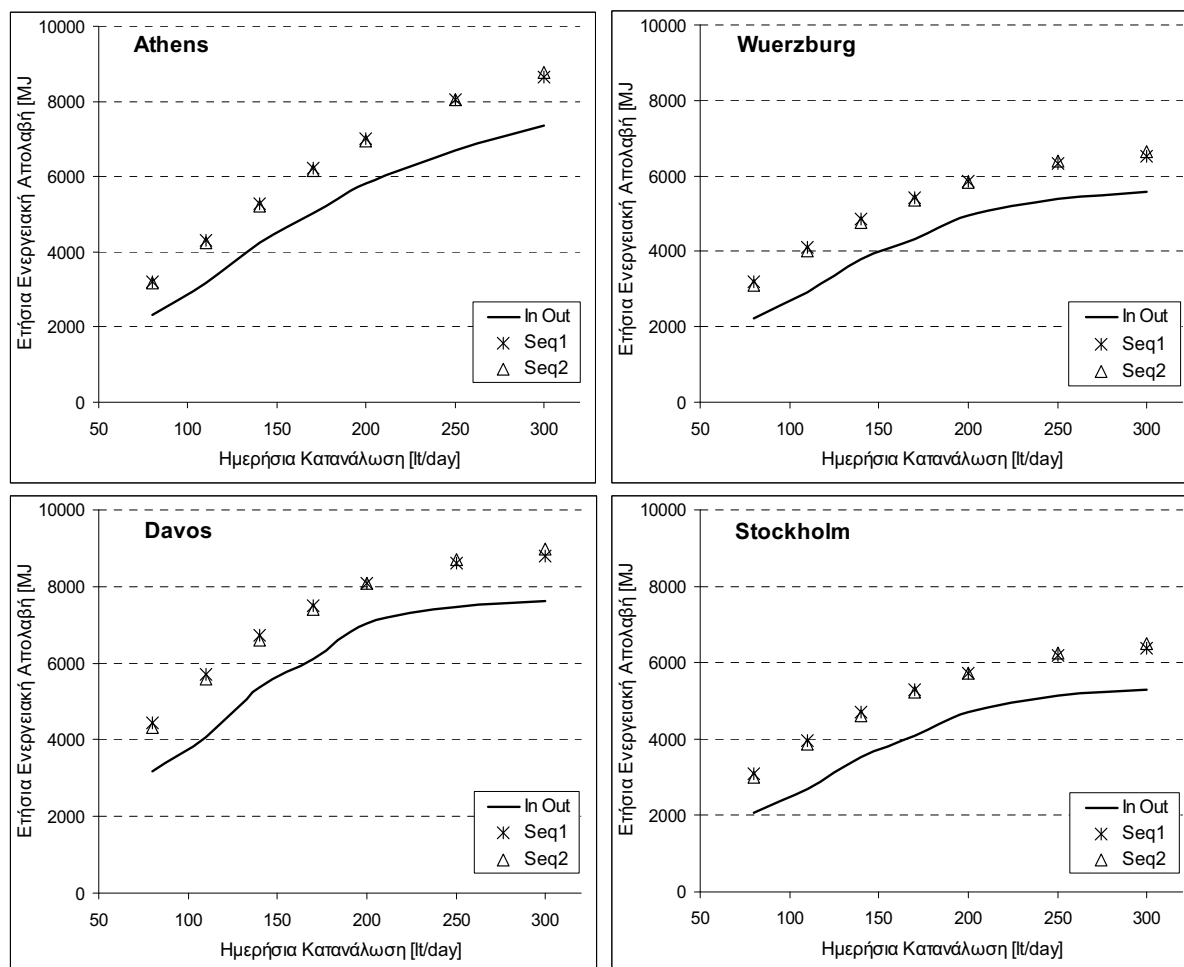 Athens
Ετήσια Ενεργειακή Απολαβή [MJ
10000
8000
6000
4000
2000
0
50 100 150 200 250 300
Ημερήσια Κατανάλωση [lt/day]
In Out
Seq1
Seq2
Wuerzburg
Ετήσια Ενεργειακή Απολαβή [MJ
10000
8000
6000
4000
2000
0
50 100 150 200 250 300
Ημερήσια Κατανάλωση [lt/day]
In Out
Seq1
Seq2
Davos
Ετήσια Ενεργειακή Απολαβή [MJ
10000
8000
6000
4000
2000
0
50 100 150 200 250 300
Ημερήσια Κατανάλωση [lt/day]
In Out
Seq1
Seq2
Stockholm
Ετήσια Ενεργειακή Απολαβή [MJ
10000
8000
6000
4000
2000
0
50 100 150 200 250 300
Ημερήσια Κατανάλωση [lt/day]
In Out
Seq1
Seq2